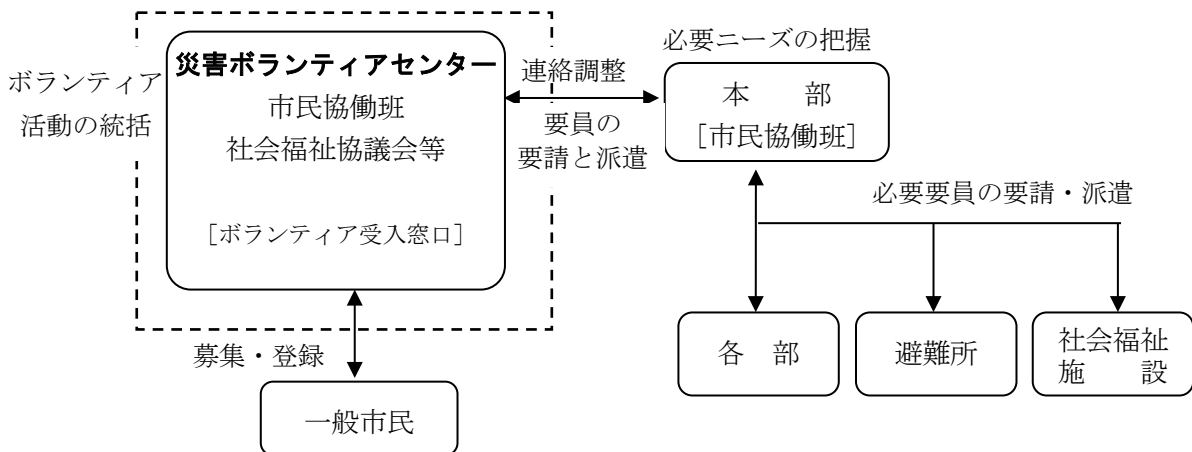 ボランティア
活動の統括
災害ボランティアセンター
市民協働班
社会福祉協議会等
［ボランティア受入窓口］
連絡調整
要員の
要請と派遣
必要ニーズの把握
本　　部
［市民協働班］
必要要員の要請・派遣
募集・登録
一般市民
各　部
避難所
社会福祉
施　　設